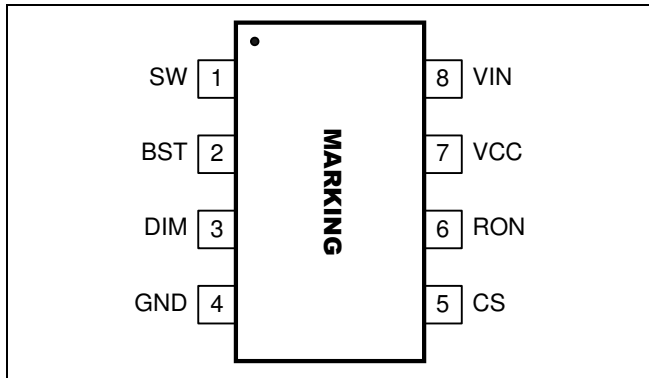 SW 1 8 VIN
BST 2 7 VCC
MARKING
DIM 3 6 RON
GND 4 5 CS